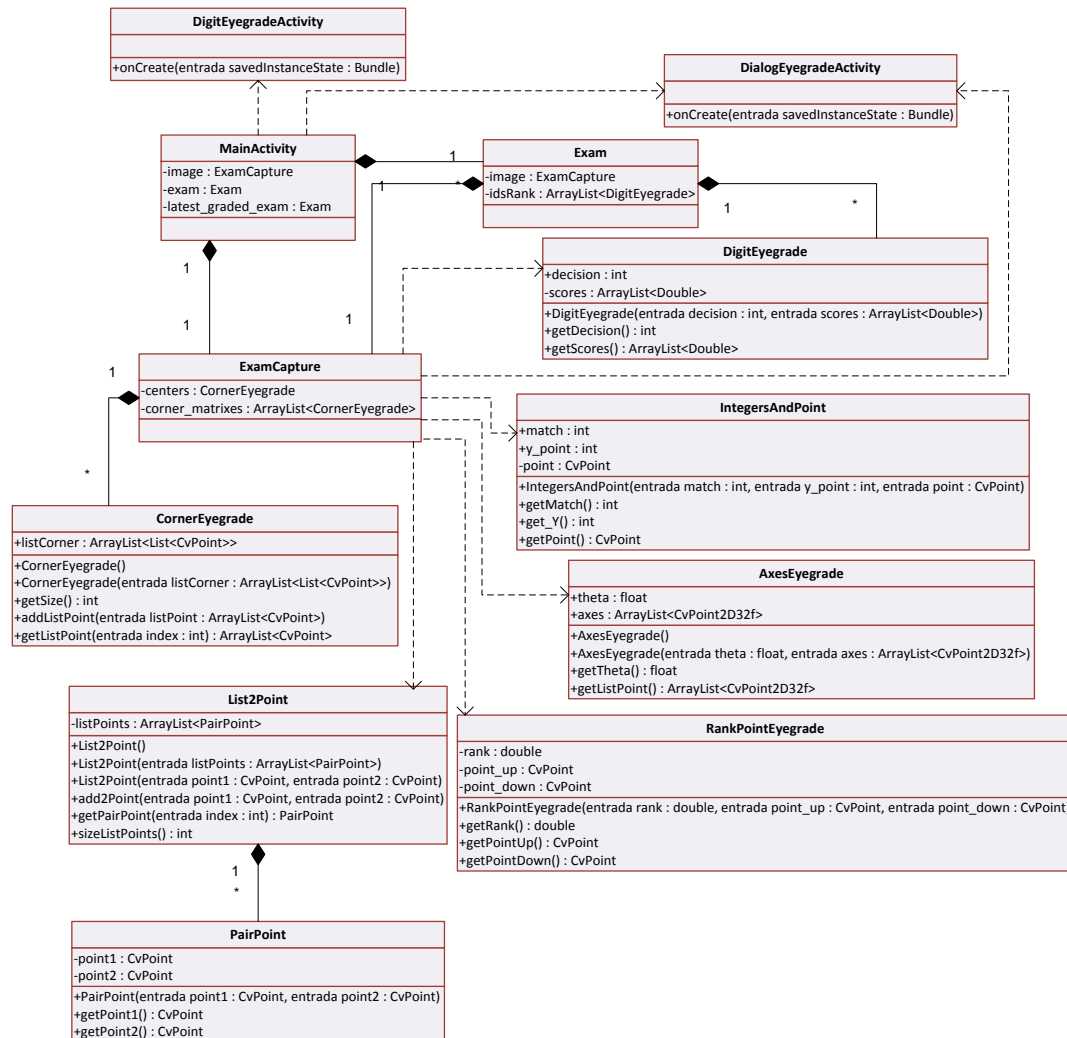 DigitEyegradeActivity
+onCreate(entrada savedInstanceState : Bundle)
DialogEyegradeActivity
+onCreate(entrada savedInstanceState : Bundle)
MainActivity
-image : ExamCapture
-exam : Exam
-latest_graded_exam : Exam
1
*
Exam
-image : ExamCapture
-idsRank : ArrayList<DigitEyegrade>
1
1
*
1
1
1
DigitEyegrade
+decision : int
-scores : ArrayList<Double>
+DigitEyegrade(entrada decision : int, entrada scores : ArrayList<Double>)
+getDecision() : int
+getScores() : ArrayList<Double>
ExamCapture
-centers : CornerEyegrade
-corner_matrixes : ArrayList<CornerEyegrade>
1
*
IntegersAndPoint
+match : int
+y_point : int
-point : CvPoint
+IntegersAndPoint(entrada match : int, entrada y_point : int, entrada point : CvPoint)
+getMatch() : int
+get_Y() : int
+getPoint() : CvPoint
CornerEyegrade
+listCorner : ArrayList<List<CvPoint>>
+CornerEyegrade()
+CornerEyegrade(entrada listCorner : ArrayList<List<CvPoint>>)
+getSize() : int
+addListPoint(entrada listPoint : ArrayList<CvPoint>)
+getListPoint(entrada index : int) : ArrayList<CvPoint>
AxesEyegrade
+theta : float
+axes : ArrayList<CvPoint2D32f>
+AxesEyegrade()
+AxesEyegrade(entrada theta : float, entrada axes : ArrayList<CvPoint2D32f>)
+getTheta() : float
+getListPoint() : ArrayList<CvPoint2D32f>
List2Point
-listPoints : ArrayList<PairPoint>
+List2Point()
+List2Point(entrada listPoints : ArrayList<PairPoint>)
+List2Point(entrada point1 : CvPoint, entrada point2 : CvPoint)
+add2Point(entrada point1 : CvPoint, entrada point2 : CvPoint)
+getPairPoint(entrada index : int) : PairPoint
+sizeListPoints() : int
RankPointEyegrade
-rank : double
-point_up : CvPoint
-point_down : CvPoint
+RankPointEyegrade(entrada rank : double, entrada point_up : CvPoint, entrada point_down : CvPoint
+getRank() : double
+getPointUp() : CvPoint
+getPointDown() : CvPoint
1
*
PairPoint
-point1 : CvPoint
-point2 : CvPoint
+PairPoint(entrada point1 : CvPoint, entrada point2 : CvPoint)
+getPoint1() : CvPoint
+getPoint2() : CvPoint